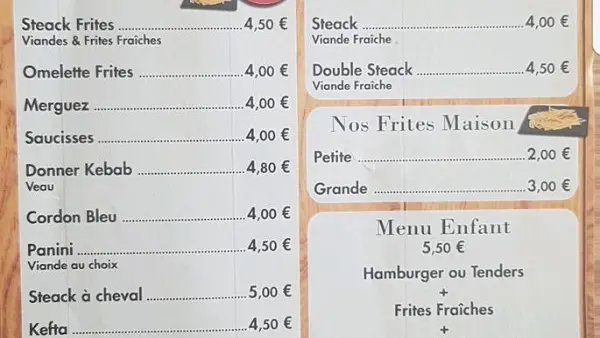 Steack Frites 4,50 €
Viandes & Frites Fraiches
Omelette Frites 4,00 €
Merguez 4,00 €
Saucisses 4,00 €
Donner Kebab 4,80 €
Veau
Cordon Bleu 4,00 €
Panini 4,50 €
Viande au choix
Steack à cheval 5,00 €
Kefta 4,50 €
Steack 4,00 €
Viande Fraiche
Double Steack 4,50 €
Viande Fraîche
Nos Frites Maison
Petite 2,00 €
Grande 3,00 €
Menu Enfant
5,50 €
Hamburger ou Tenders
+
Frites Fraîches
+